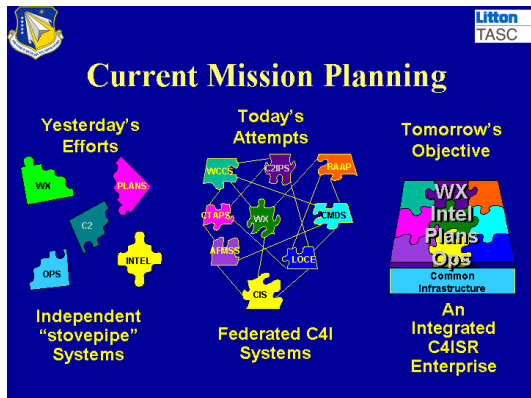 Litton
TASC
Current Mission Planning
Yesterday's
Efforts
WX
PLANS
C2
OPS
INTEL
Independent
"stovepipe"
Systems
Today's
Attempts
WCCS
C2IPS
RAAP
CTAPS
WX
CMDS
AFMSS
LOCE
CIS
Federated C4I
Systems
Tomorrow's
Objective
WX
Intel
Plans
Ops
Common
Infrastructure
An
Integrated
C4ISR
Enterprise